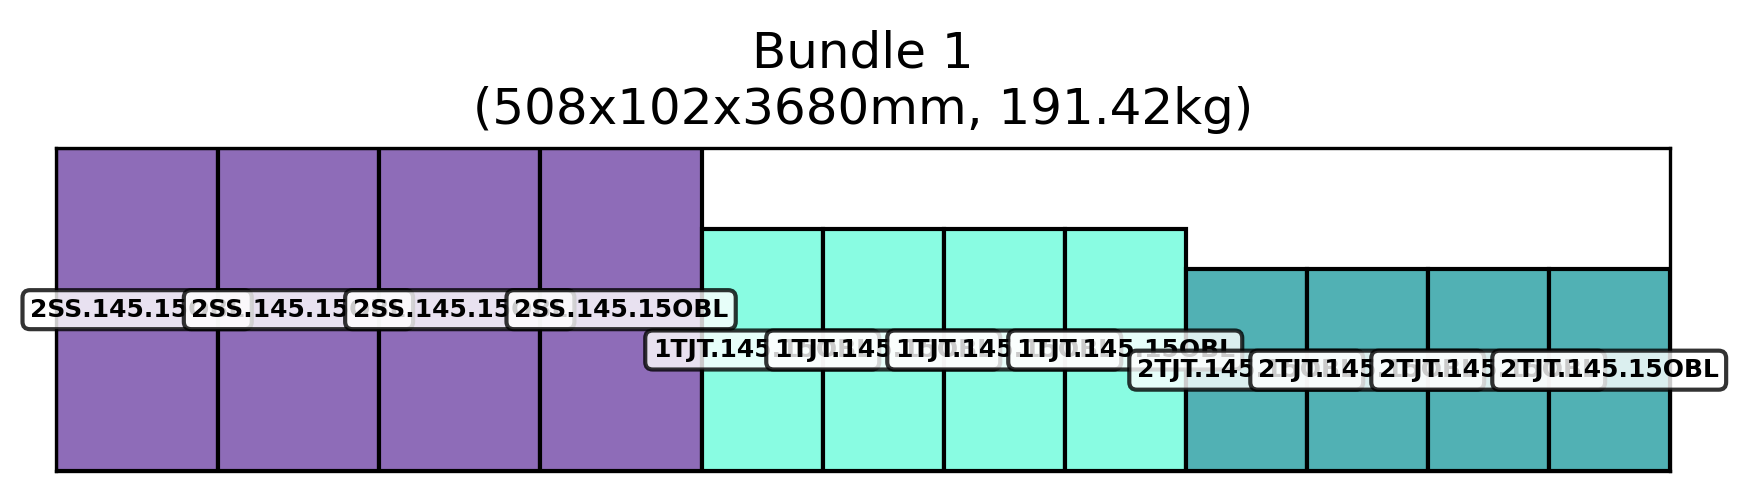 Bundle 1
(508x102x3680mm, 191.42kg)
2SS.145.15 2SS.145.15 2SS.145.15 2SS.145.15OBL
1TJT.145 1TJT.145 1TJT.145 1TJT.145.15OBL
2TJT.145 2TJT.145 2TJT.145 2TJT.145.15OBL